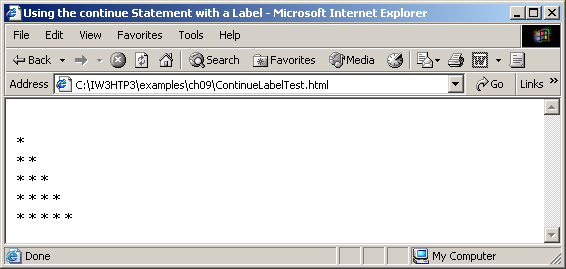 Using the continue Statement with a Label - Microsoft Internet Explorer
File Edit View Favorites Tools Help
Back Search Favorites Media W
Address C:\IW3HTP3\examples\ch09\ContinueLabelTest.html Go Links »
*
* *
* * *
* * * *
* * * * *
Done My Computer